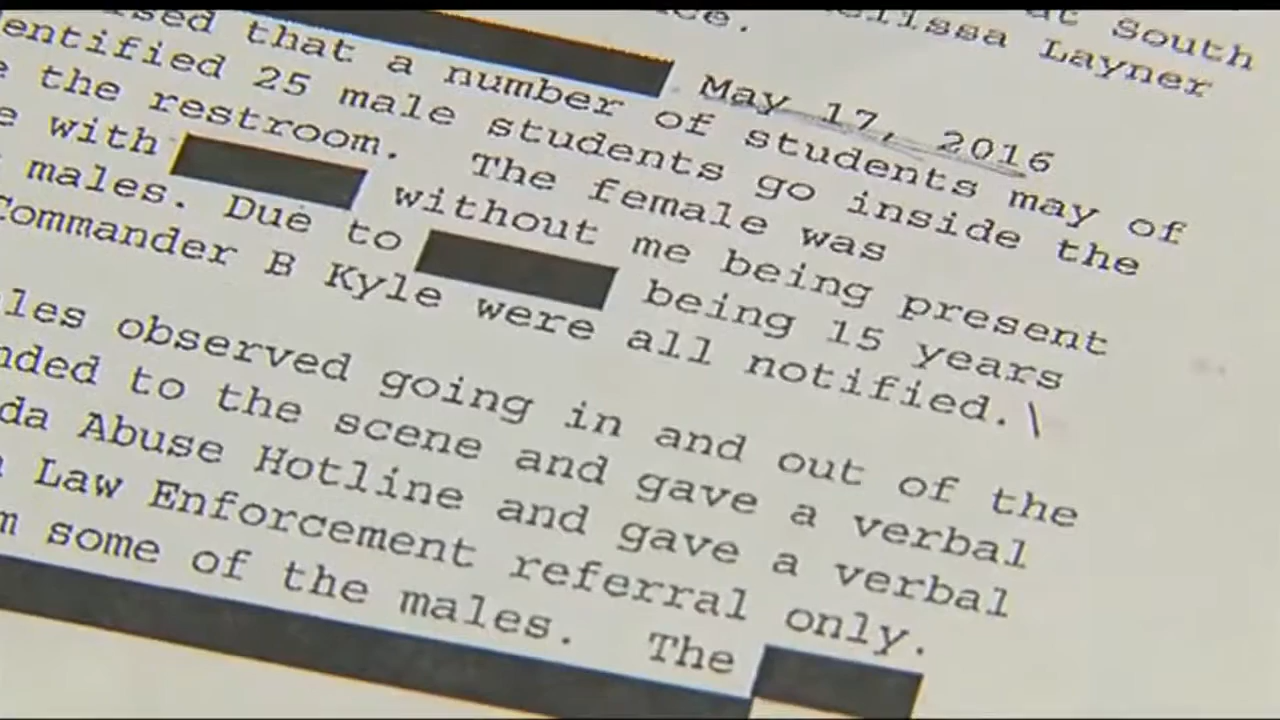 at South
elissa Layner
ce.
May 17, 2016
ised that a number of students may of
entified 25 male students go inside the
e the restroom. The female was
e with without me being present
males. Due to being 15 years
Commander B Kyle were all notified.\
les observed going in and out of the
nded to the scene and gave a verbal
da Abuse Hotline and gave a verbal
Law Enforcement referral only.
m some of the males. The